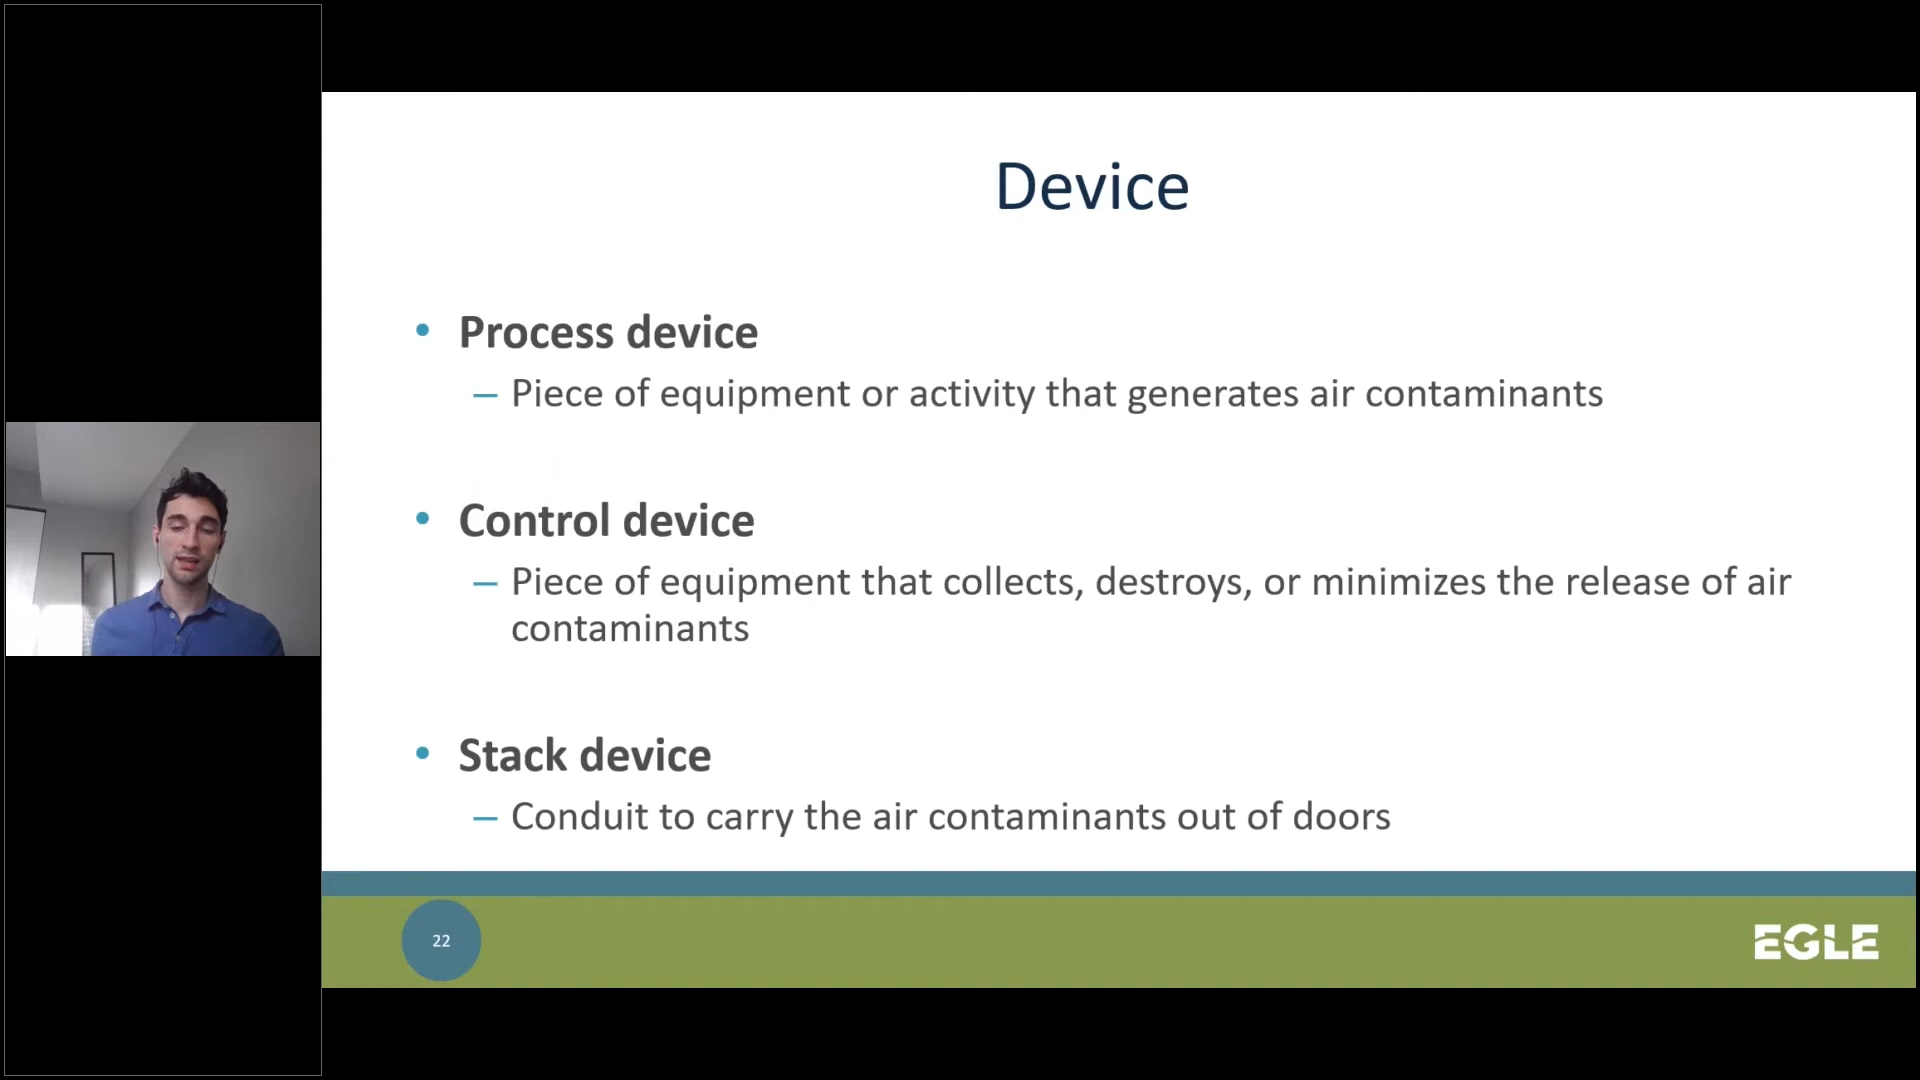 Device
• Process device
– Piece of equipment or activity that generates air contaminants
• Control device
– Piece of equipment that collects, destroys, or minimizes the release of air
contaminants
• Stack device
– Conduit to carry the air contaminants out of doors
22
EGLE